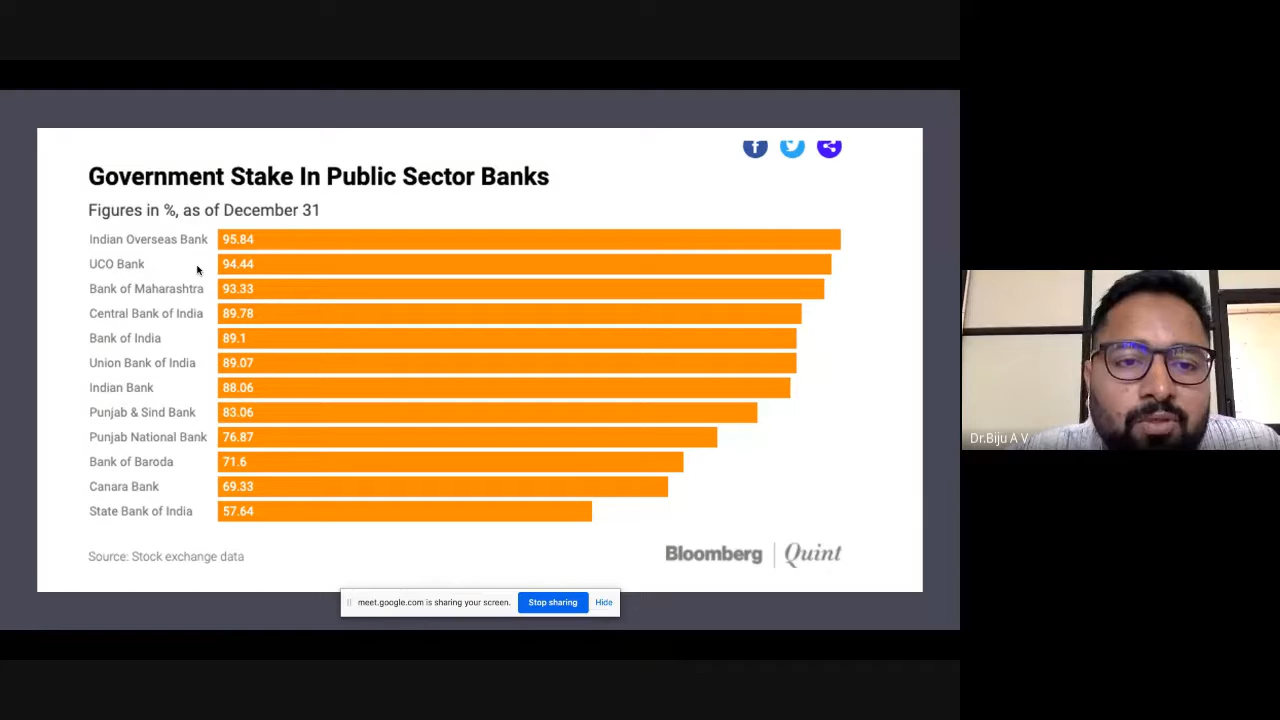 Government Stake In Public Sector Banks
Figures in %, as of December 31
Indian Overseas Bank 95.84
UCO Bank 94.44
Bank of Maharashtra 93.33
Central Bank of India 89.78
Bank of India 89.1
Union Bank of India 89.07
Indian Bank 88.06
Punjab & Sind Bank 83.06
Punjab National Bank 76.87
Bank of Baroda 71.6
Canara Bank 69.33
State Bank of India 57.64
Source: Stock exchange data
Bloomberg | Quint
meet.google.com is sharing your screen. Stop sharing Hide
Dr.Biju A V